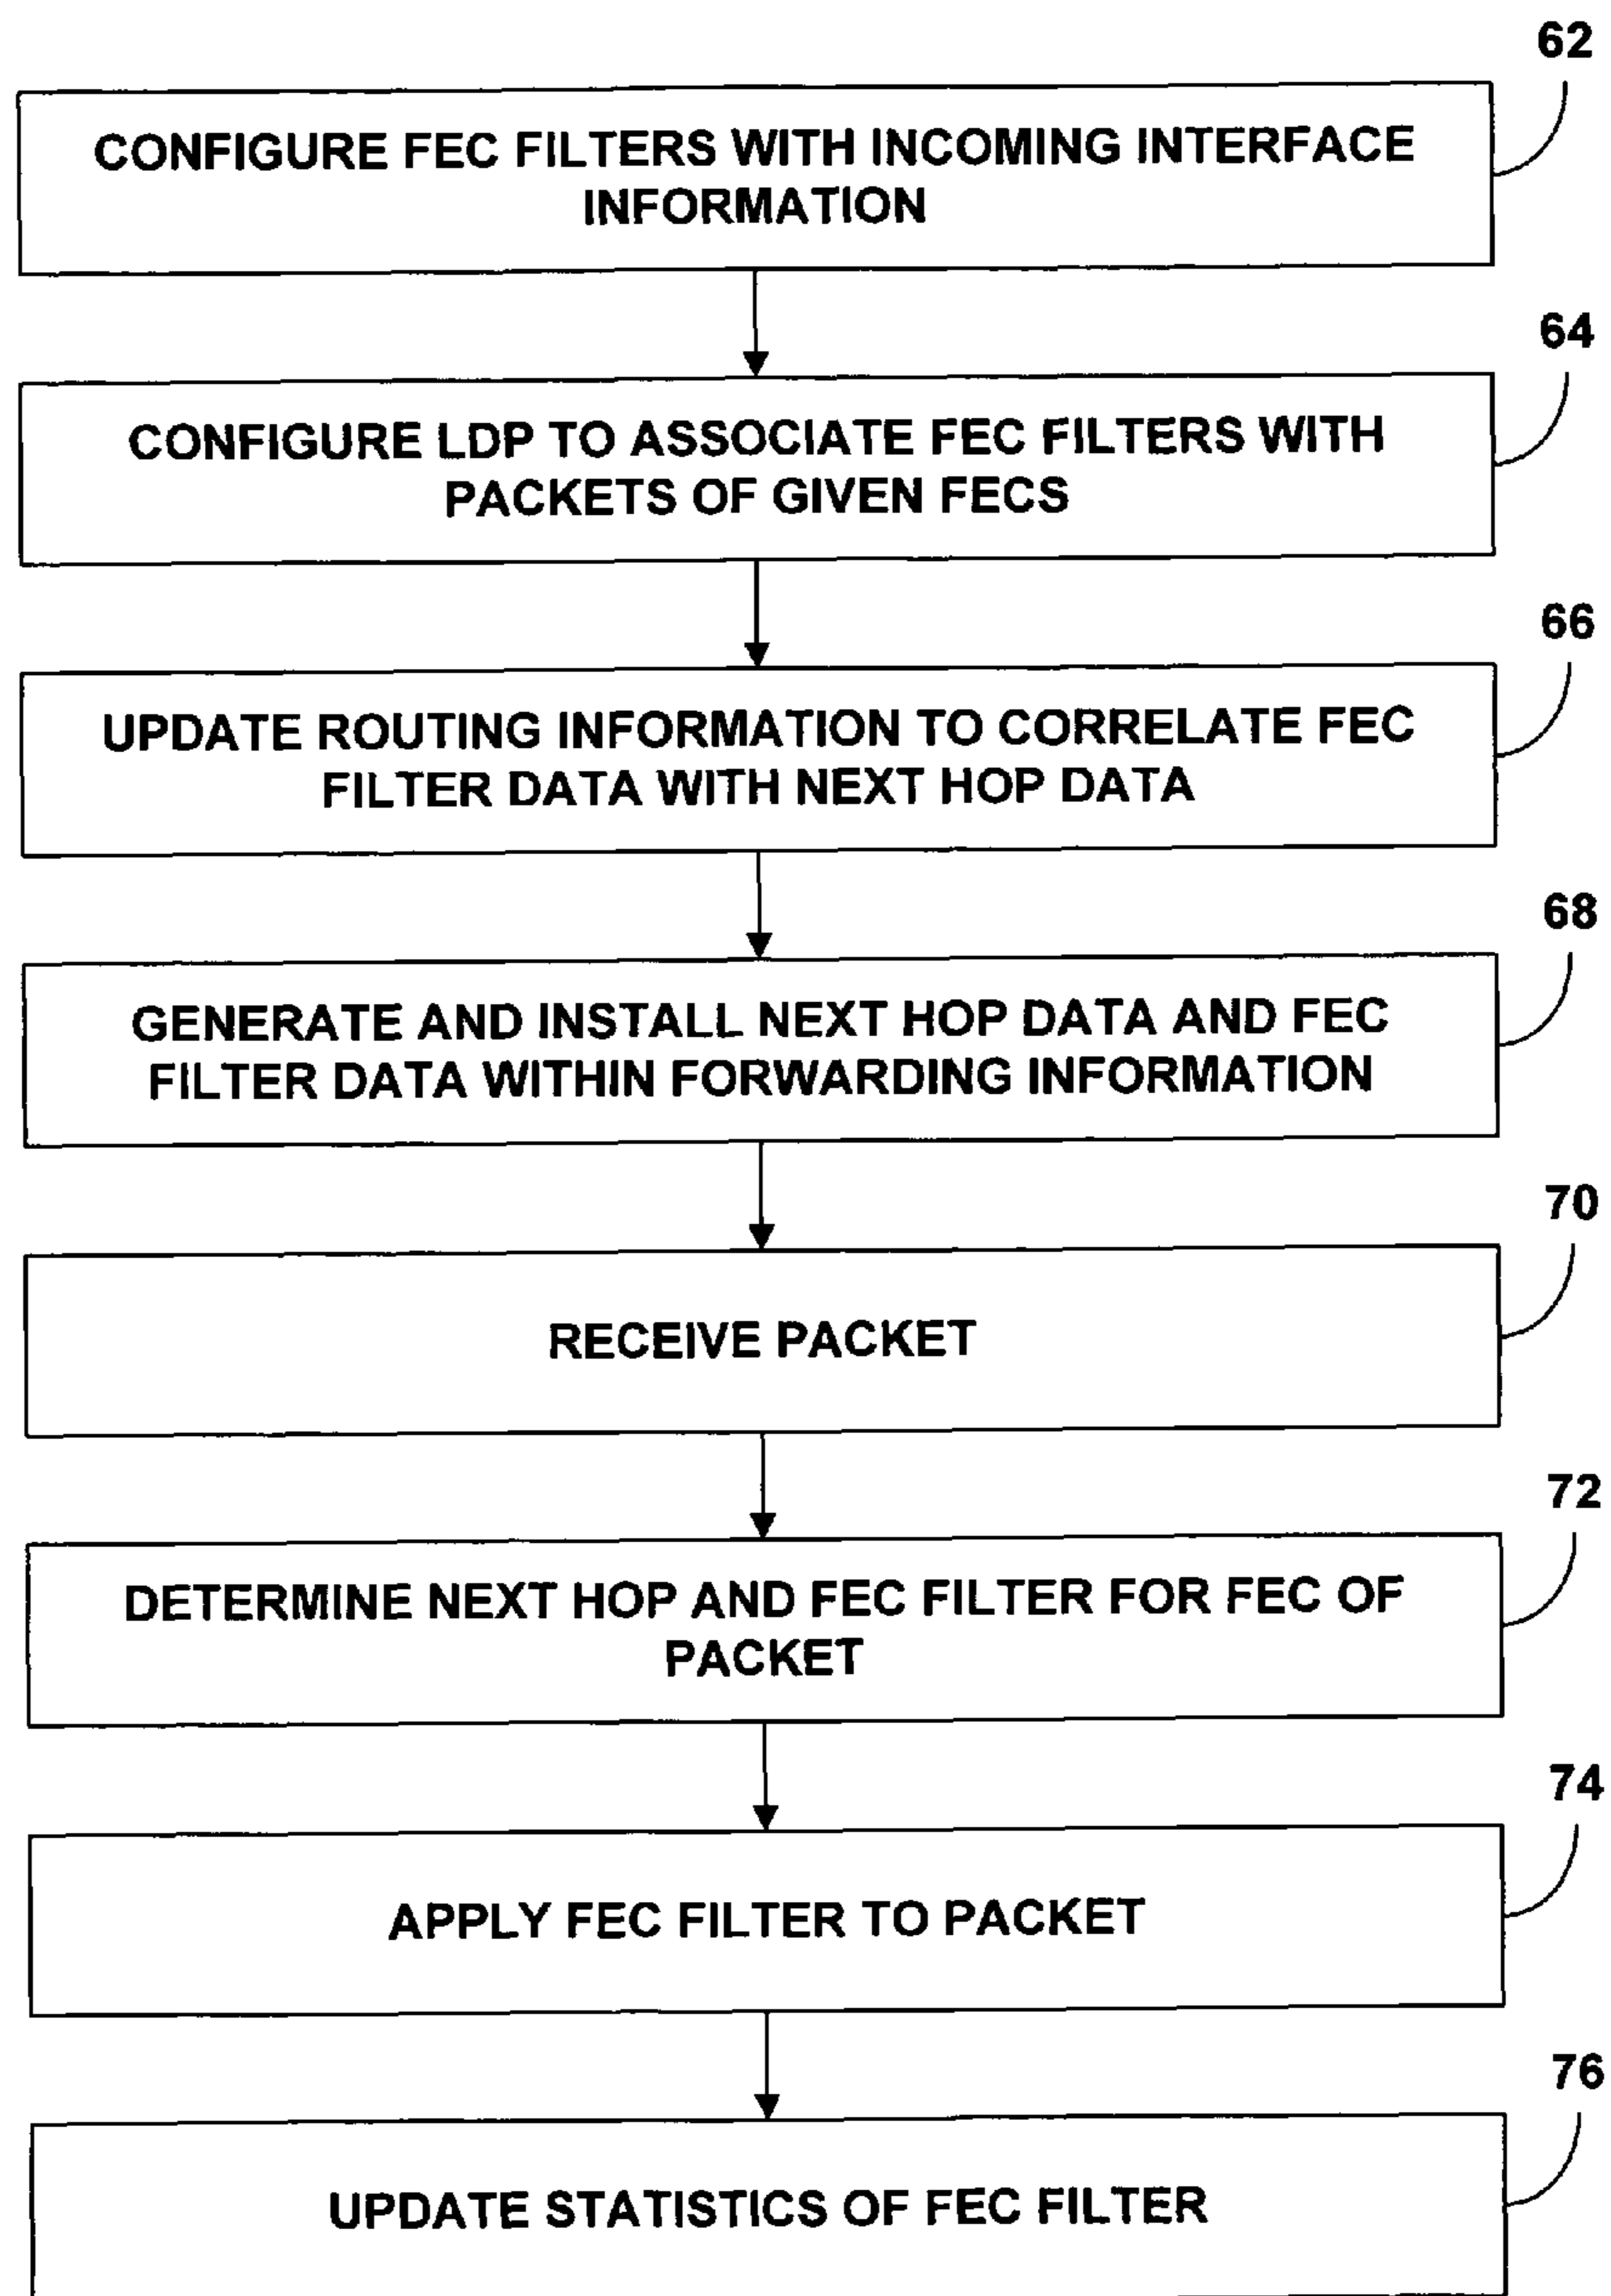 62
CONFIGURE FEC FILTERS WITH INCOMING INTERFACE
INFORMATION
64
CONFIGURE LDP TO ASSOCIATE FEC FILTERS WITH
PACKETS OF GIVEN FECS
66
UPDATE ROUTING INFORMATION TO CORRELATE FEC
FILTER DATA WITH NEXT HOP DATA
68
GENERATE AND INSTALL NEXT HOP DATA AND FEC
FILTER DATA WITHIN FORWARDING INFORMATION
70
RECEIVE PACKET
72
DETERMINE NEXT HOP AND FEC FILTER FOR FEC OF
PACKET
74
APPLY FEC FILTER TO PACKET
76
UPDATE STATISTICS OF FEC FILTER